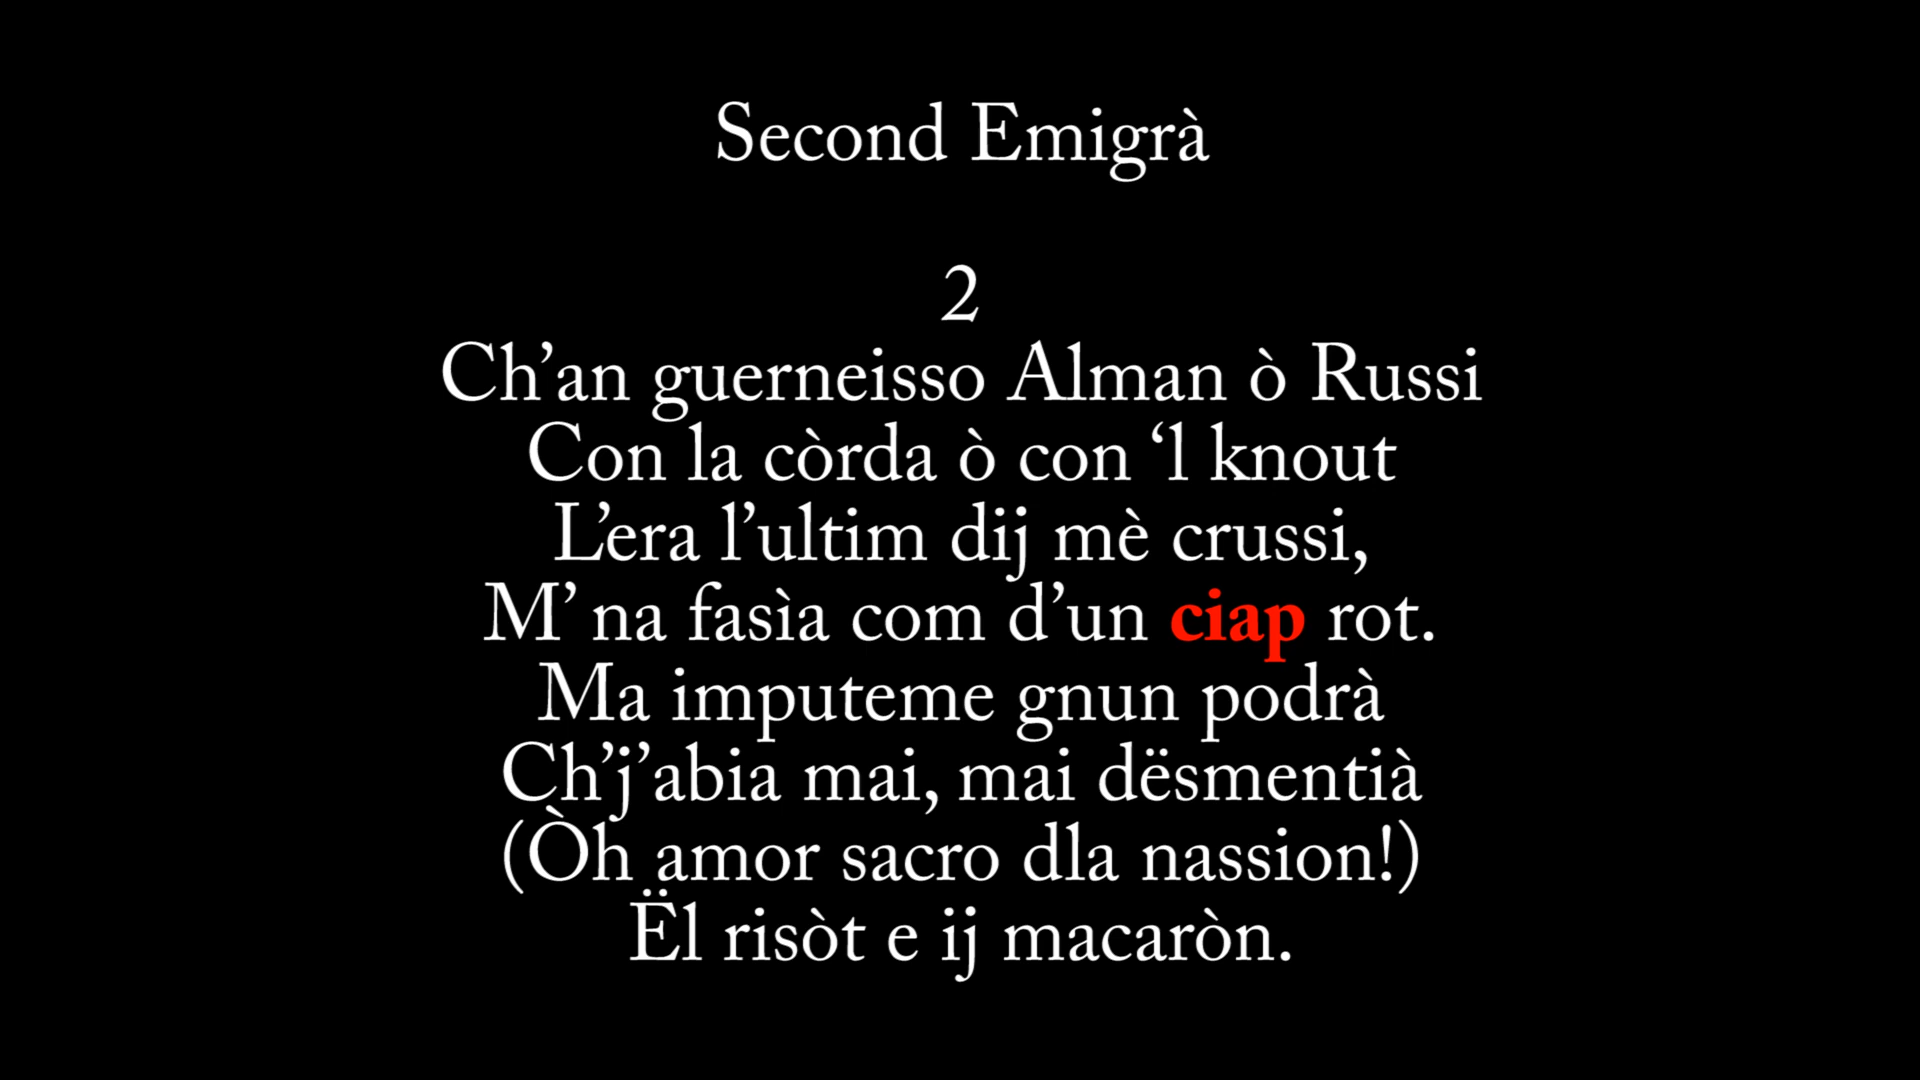 Second Emigrà
2
Ch’an guerneisso Alman ò Russi
Con la còrda ò con ‘l knout
L’era l’ultim dij mè crussi,
M’ na fasìa com d’un ciap rot.
Ma imputeme gnun podrà
Ch’j’abia mai, mai dësmentià
(Òh amor sacro dla nassion!)
Ël risòt e ij macaròn.